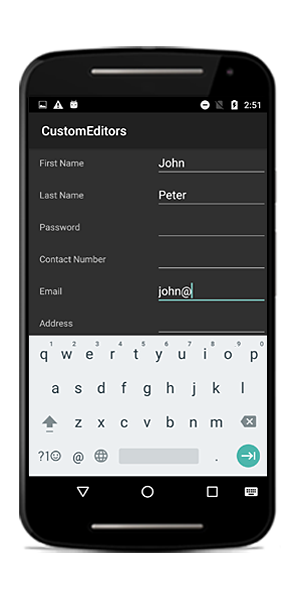 2:51
CustomEditors
First Name John
Last Name Peter
Password
Contact Number
Email john@
Address
1 2 3 4 5 6 7 8 9 0
q w e r t y u i o p
a s d f g h j k l
z x c v b n m
?1☺ @ .